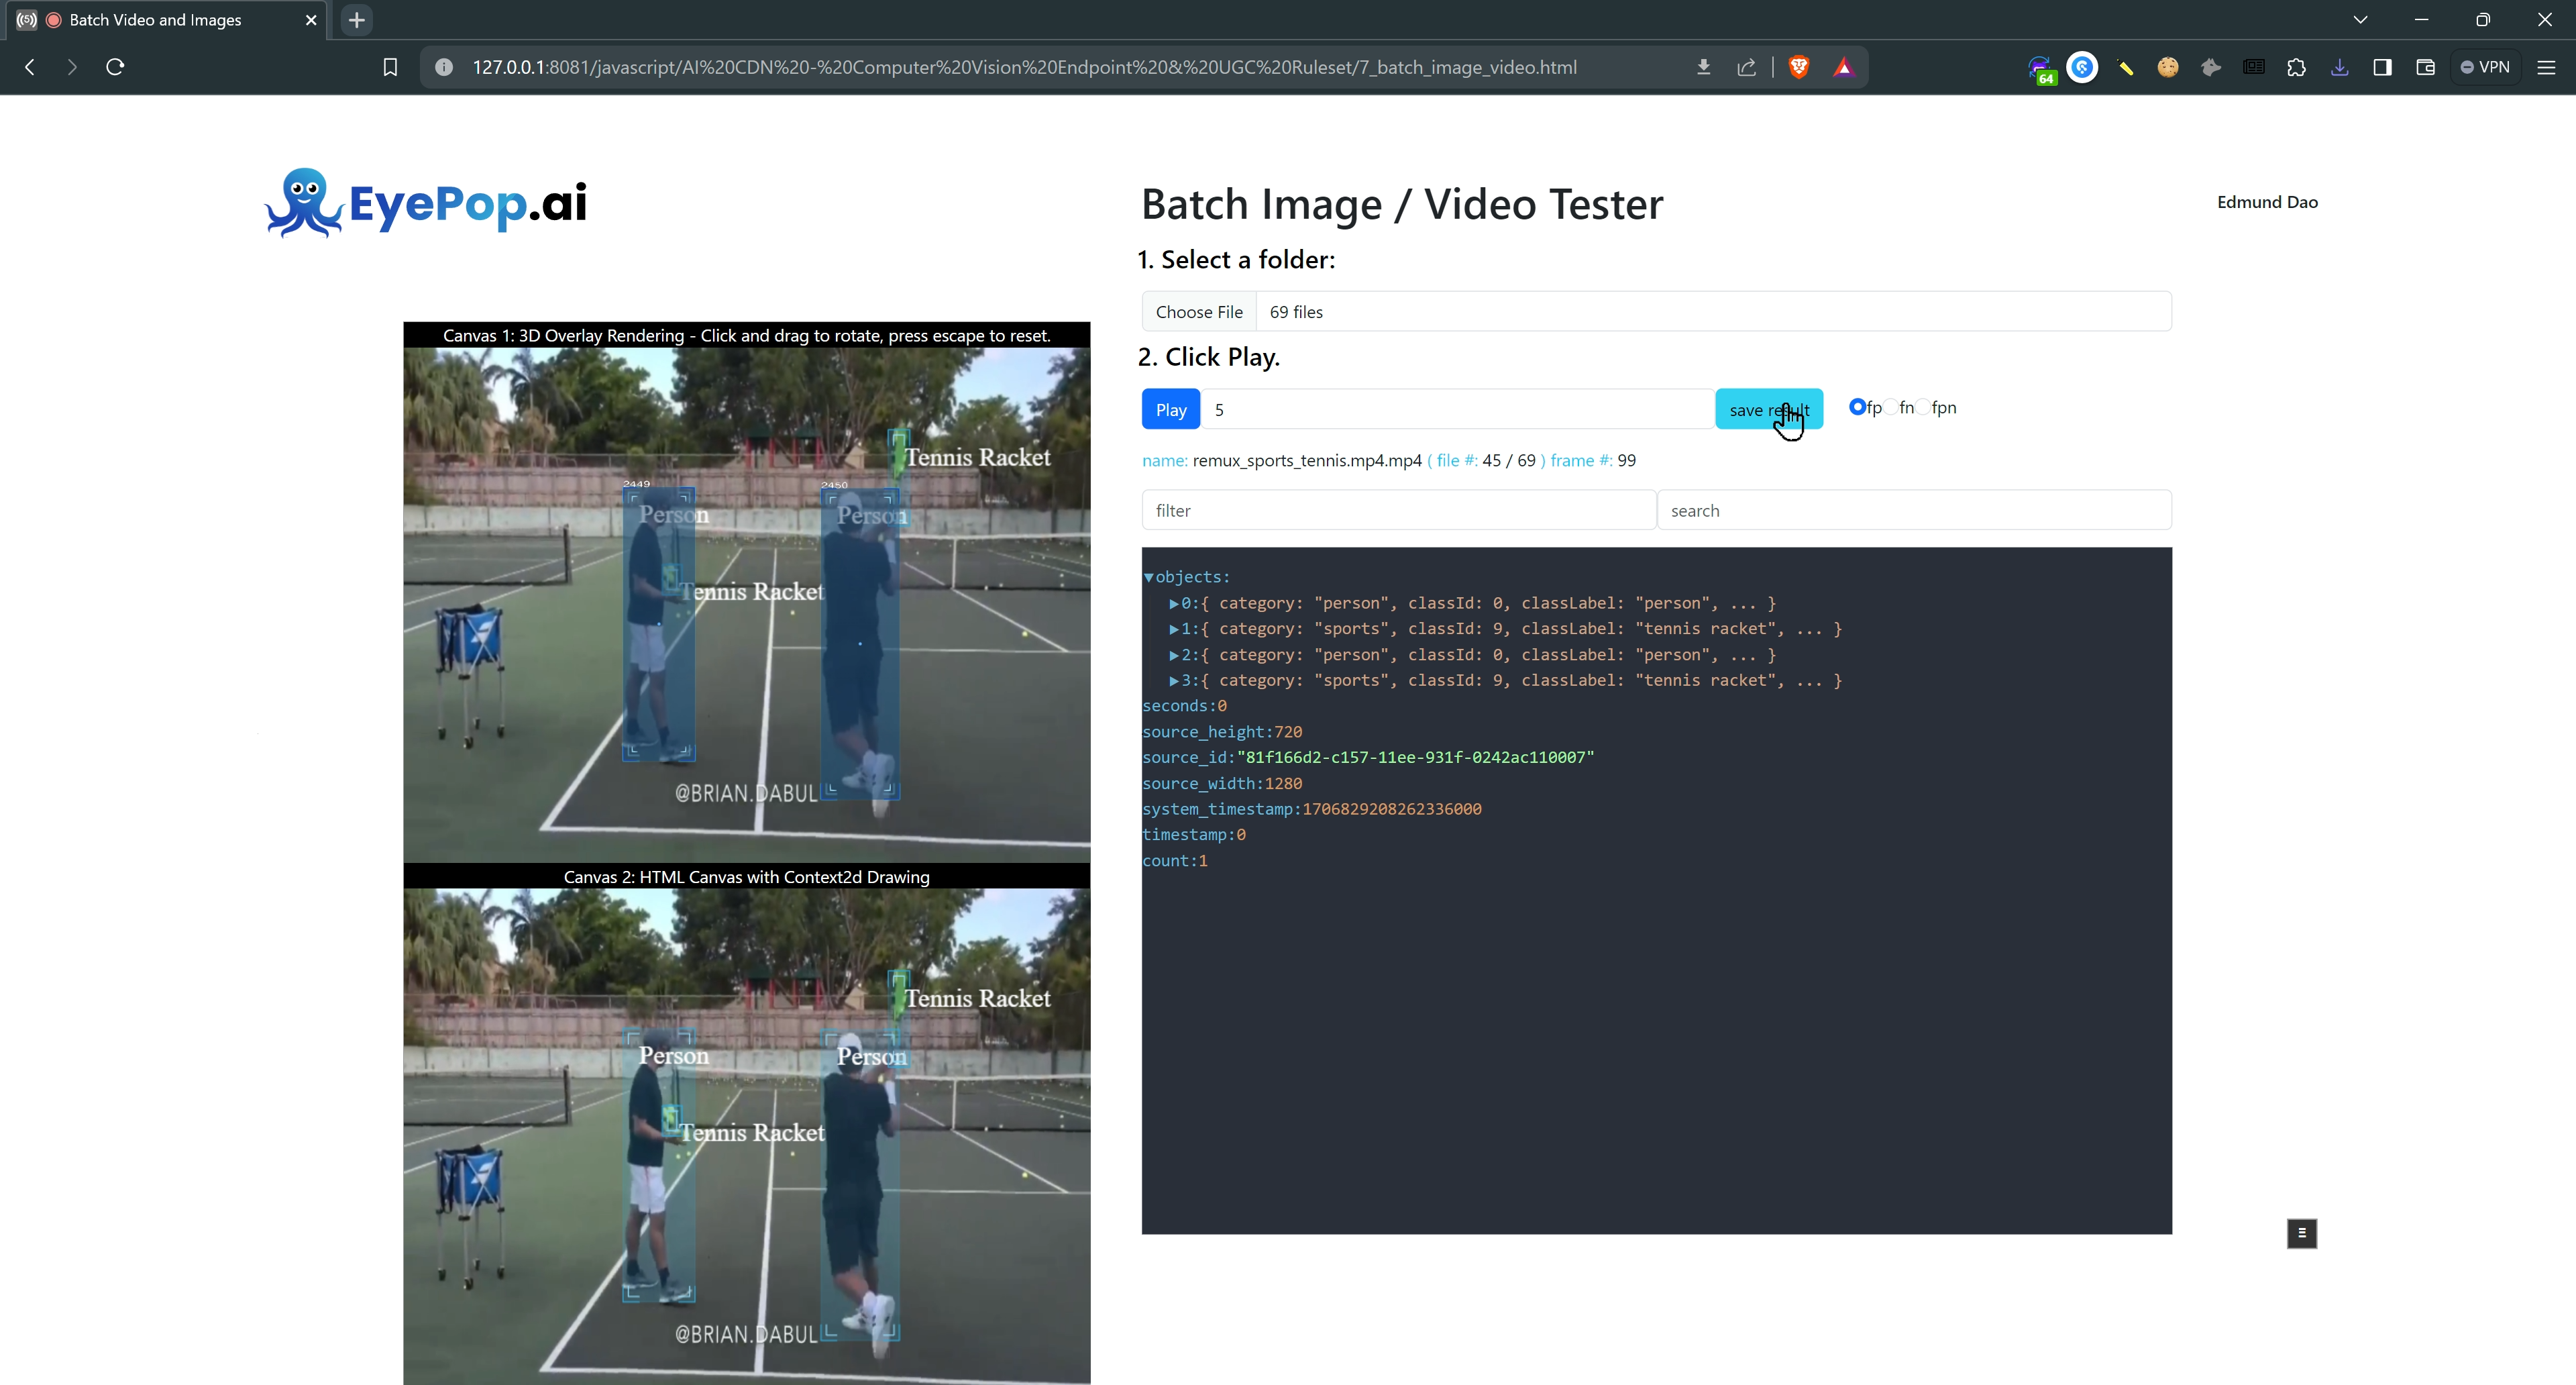 Batch Video and Images
127.0.0.1:8081/javascript/AI%20CDN%20-%20Computer%20Vision%20Endpoint%20&%20UGC%20Ruleset/7_batch_image_video.html
64
VPN
EyePop.ai
Batch Image / Video Tester
Edmund Dao
1. Select a folder:
Choose File 69 files
2. Click Play.
Play 5 save result fp fn fpn
name: remux_sports_tennis.mp4.mp4 ( file #: 45 / 69 ) frame #: 99
filter search
▼objects:
▶0:{ category: "person", classId: 0, classLabel: "person", ... }
▶1:{ category: "sports", classId: 9, classLabel: "tennis racket", ... }
▶2:{ category: "person", classId: 0, classLabel: "person", ... }
▶3:{ category: "sports", classId: 9, classLabel: "tennis racket", ... }
seconds:0
source_height:720
source_id:"81f166d2-c157-11ee-931f-0242ac110007"
source_width:1280
system_timestamp:1706829208262336000
timestamp:0
count:1
Canvas 1: 3D Overlay Rendering - Click and drag to rotate, press escape to reset.
Tennis Racket
2449
2450
Person
Person
Tennis Racket
@BRIAN.DABUL
Canvas 2: HTML Canvas with Context2d Drawing
Tennis Racket
Person
Person
Tennis Racket
@BRIAN.DABUL